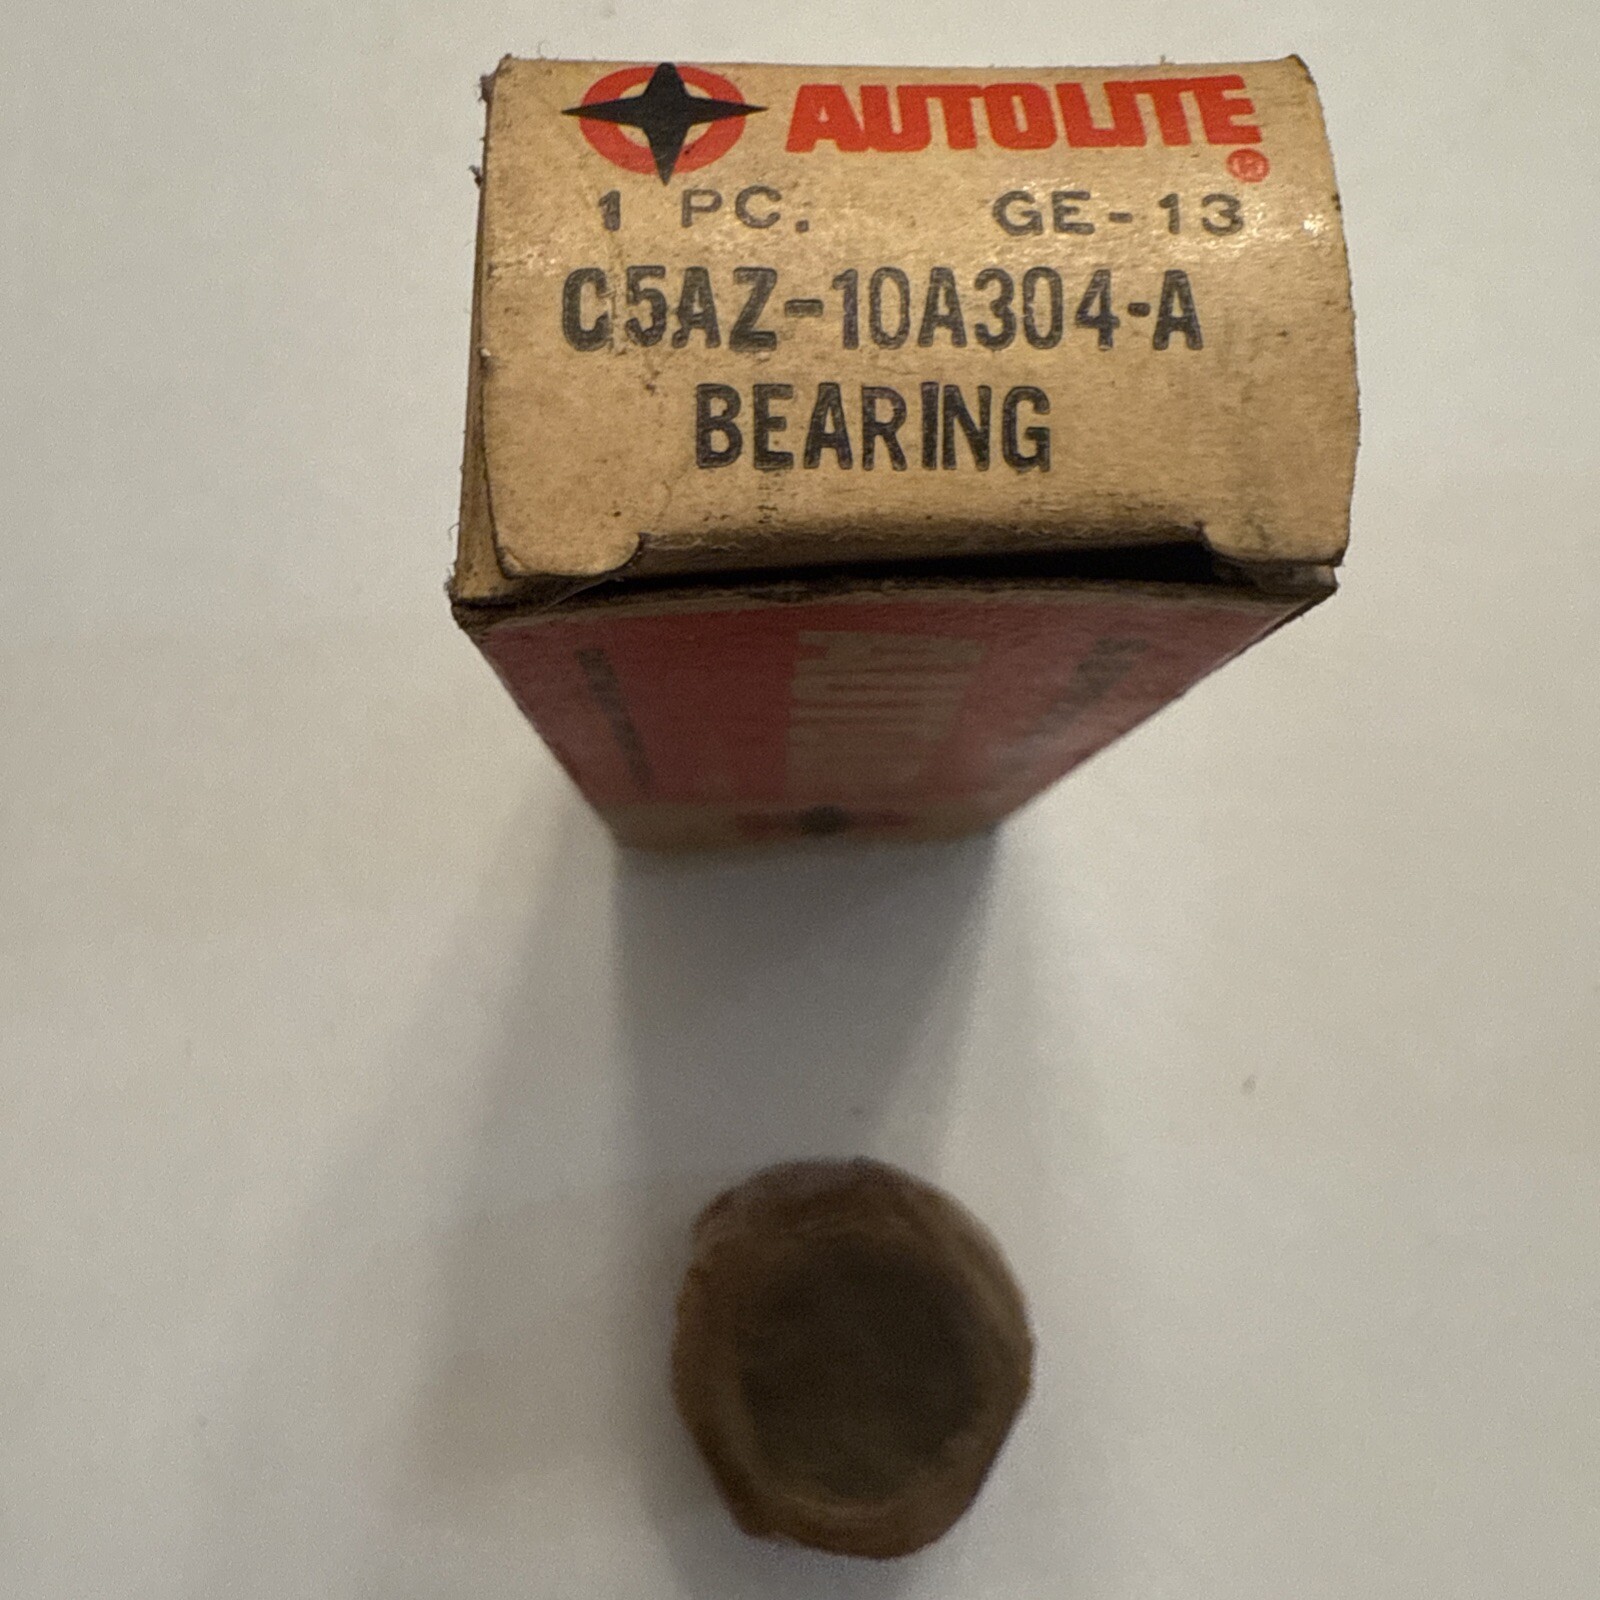 AUTOLITE ®
1 PC. GE-13
C5AZ-10A304-A
BEARING